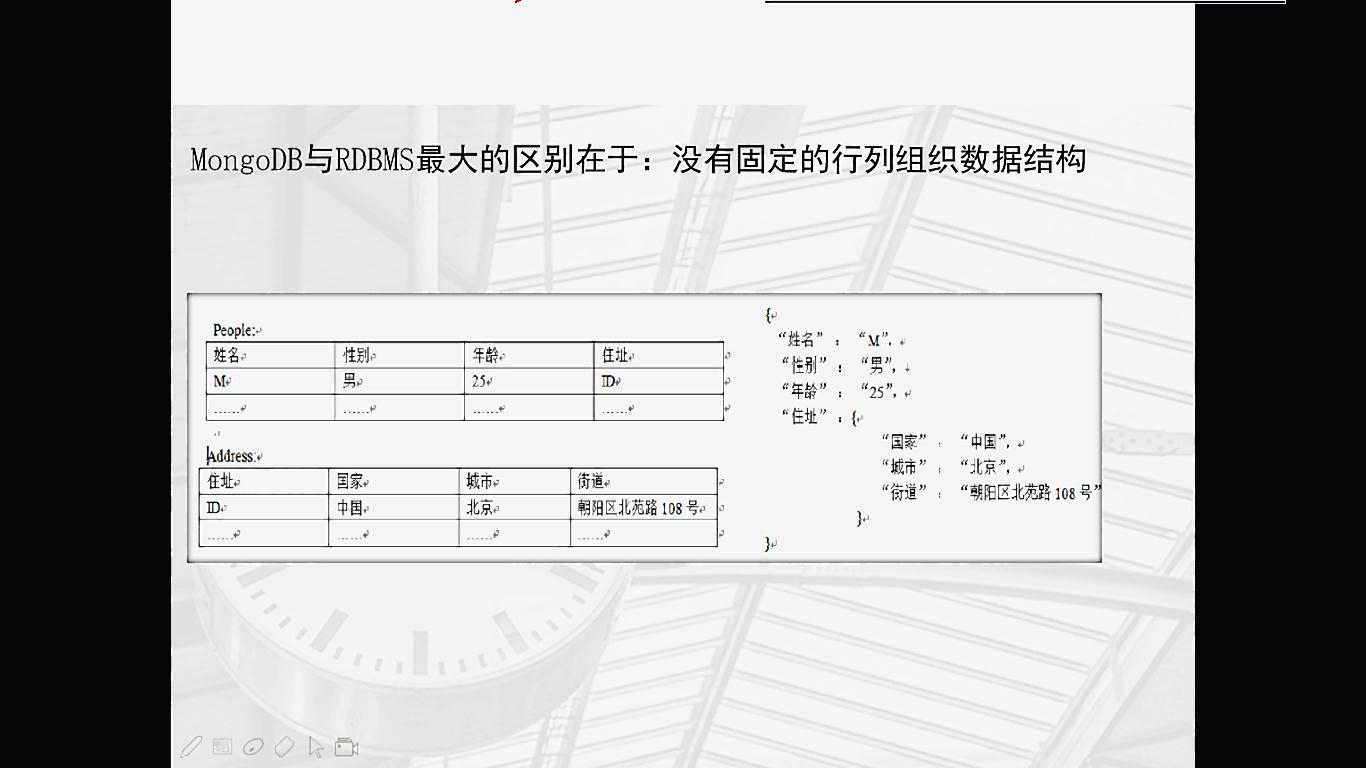 MongoDB与RDBMS最大的区别在于：没有固定的行列组织数据结构
People:
姓名 性别 年龄 住址
M 男 25 ID
...... ...... ...... ......
Address:
住址 国家 城市 街道
ID 中国 北京 朝阳区北苑路 108 号
...... ...... ...... ......
{
“姓名” ： “M”，
“性别” ： “男”，
“年龄” ： “25”，
“住址” ：{
“国家” ： “中国”，
“城市” ： “北京”，
“街道” ： “朝阳区北苑路 108 号”
}
}